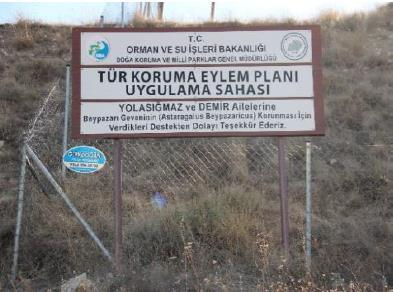 T.C.
ORMAN VE SU İŞLERİ BAKANLIĞI
DOĞA KORUMA VE MİLLİ PARKLAR GENEL MÜDÜRLÜĞÜ
TÜR KORUMA EYLEM PLANI
UYGULAMA SAHASI
YOLASIĞMAZ ve DEMİR Ailelerine
Beypazarı Geveninin (Astaragalus Beypazaricus) Korunması İçin
Verdikleri Destekten Dolayı Teşekkür Ederiz.